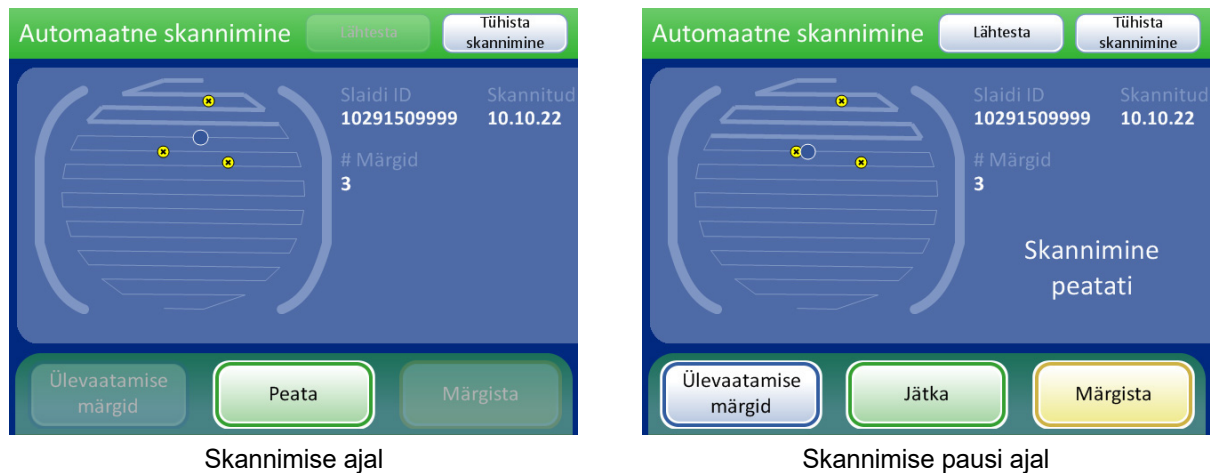 Automaatne skannimine
Lähtesta
Tühista
skannimine
Slaidi ID
Skannitud
10291509999
10.10.22
# Märgid
3
Ülevaatamise
märgid
Peata
Märgista
Skannimise ajal
Automaatne skannimine
Lähtesta
Tühista
skannimine
Slaidi ID
Skannitud
10291509999
10.10.22
# Märgid
3
Skannimine
peatati
Ülevaatamise
märgid
Jätka
Märgista
Skannimise pausi ajal